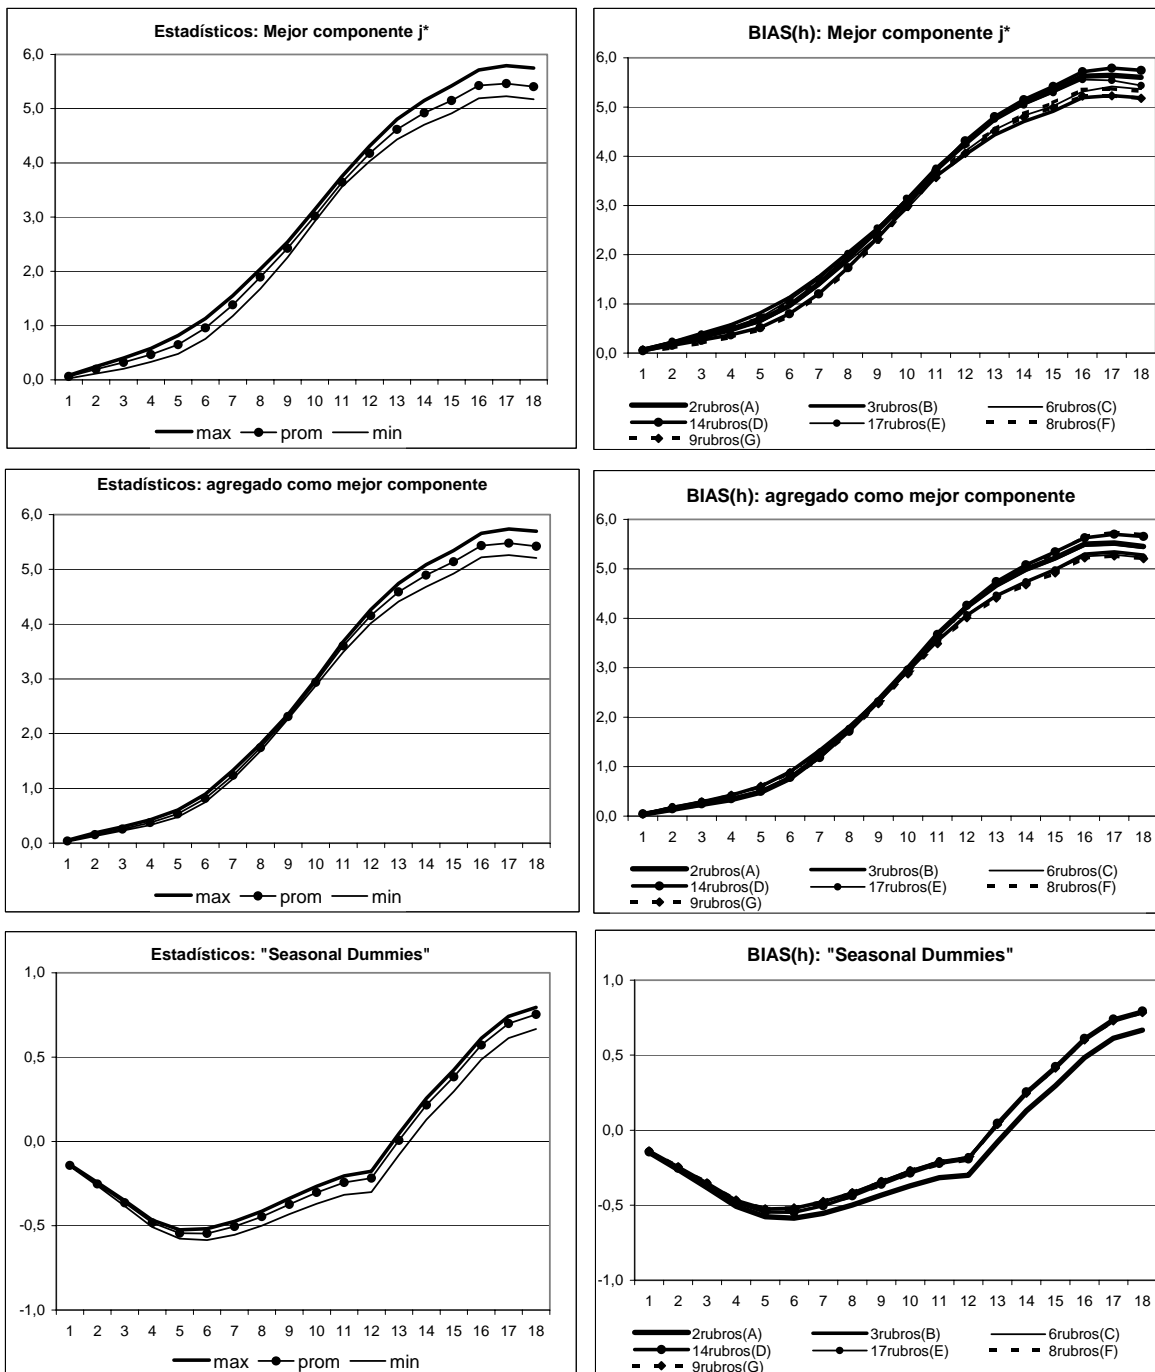 Estadísticos: Mejor componente j*
6,0
5,0
4,0
3,0
2,0
1,0
0,0
1 2 3 4 5 6 7 8 9 10 11 12 13 14 15 16 17 18
max prom min
BIAS(h): Mejor componente j*
6,0
5,0
4,0
3,0
2,0
1,0
0,0
1 2 3 4 5 6 7 8 9 10 11 12 13 14 15 16 17 18
2rubros(A) 3rubros(B) 6rubros(C)
14rubros(D) 17rubros(E) 8rubros(F)
9rubros(G)
Estadísticos: agregado como mejor componente
6,0
5,0
4,0
3,0
2,0
1,0
0,0
1 2 3 4 5 6 7 8 9 10 11 12 13 14 15 16 17 18
max prom min
BIAS(h): agregado como mejor componente
6,0
5,0
4,0
3,0
2,0
1,0
0,0
1 2 3 4 5 6 7 8 9 10 11 12 13 14 15 16 17 18
2rubros(A) 3rubros(B) 6rubros(C)
14rubros(D) 17rubros(E) 8rubros(F)
9rubros(G)
Estadísticos: "Seasonal Dummies"
1,0
0,5
0,0
-0,5
-1,0
1 2 3 4 5 6 7 8 9 10 11 12 13 14 15 16 17 18
max prom min
BIAS(h): "Seasonal Dummies"
1,0
0,5
0,0
-0,5
-1,0
1 2 3 4 5 6 7 8 9 10 11 12 13 14 15 16 17 18
2rubros(A) 3rubros(B) 6rubros(C)
14rubros(D) 17rubros(E) 8rubros(F)
9rubros(G)